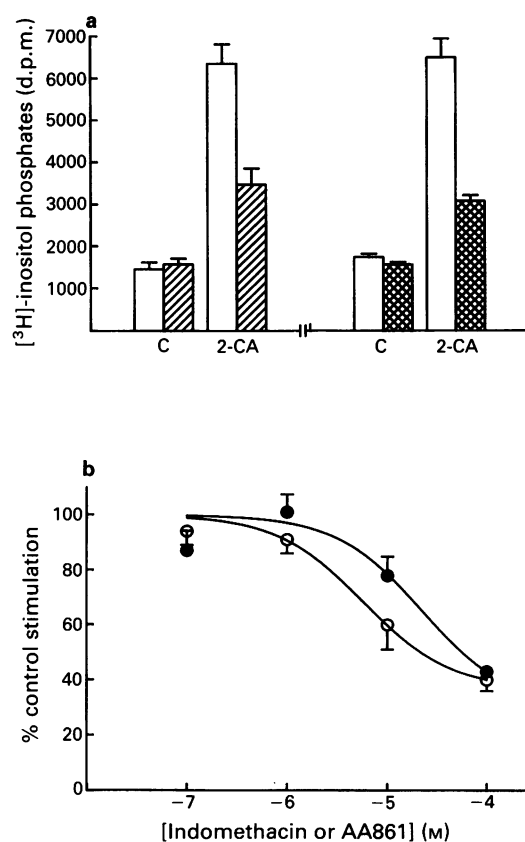 a
[³H]-inositol phosphates (d.p.m.)
7000
6000
5000
4000
3000
2000
1000
C
2-CA
C
2-CA
b
% control stimulation
100
80
60
40
20
0
−7
−6
−5
−4
[Indomethacin or AA861] (M)